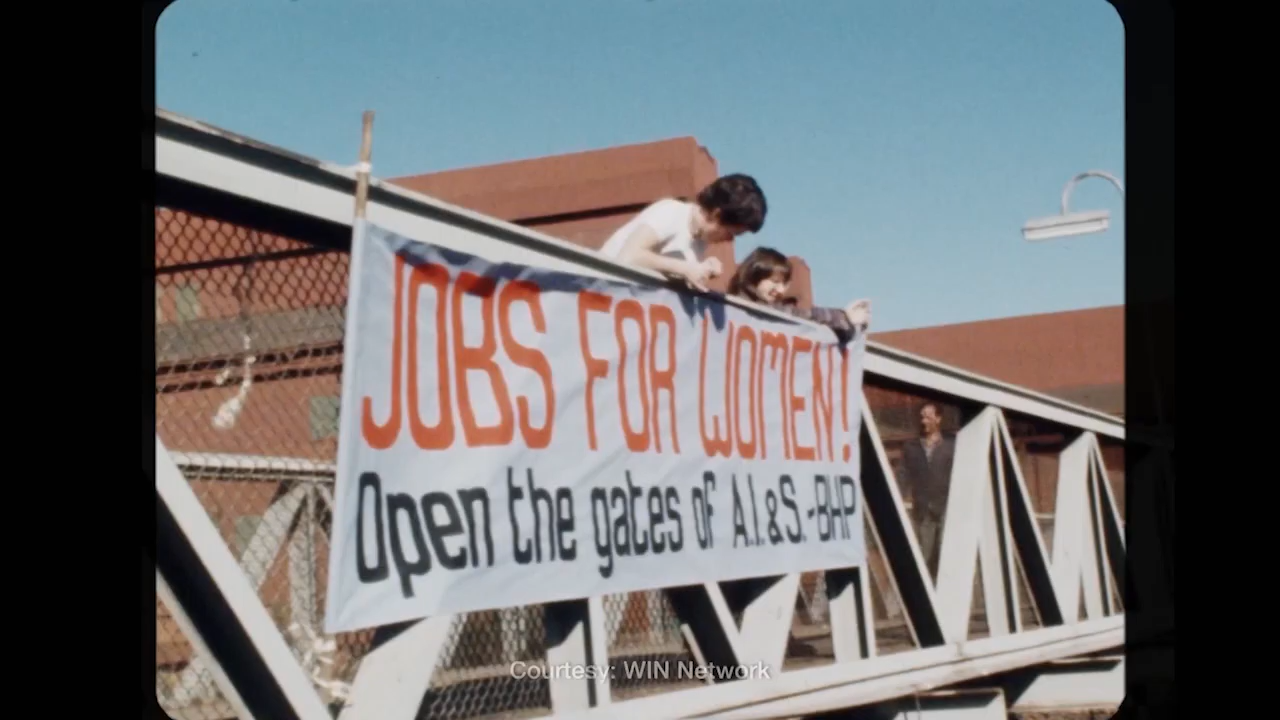 JOBS FOR WOMEN!
Open the gates of A.I.&S.-BHP
Courtesy: WIN Network